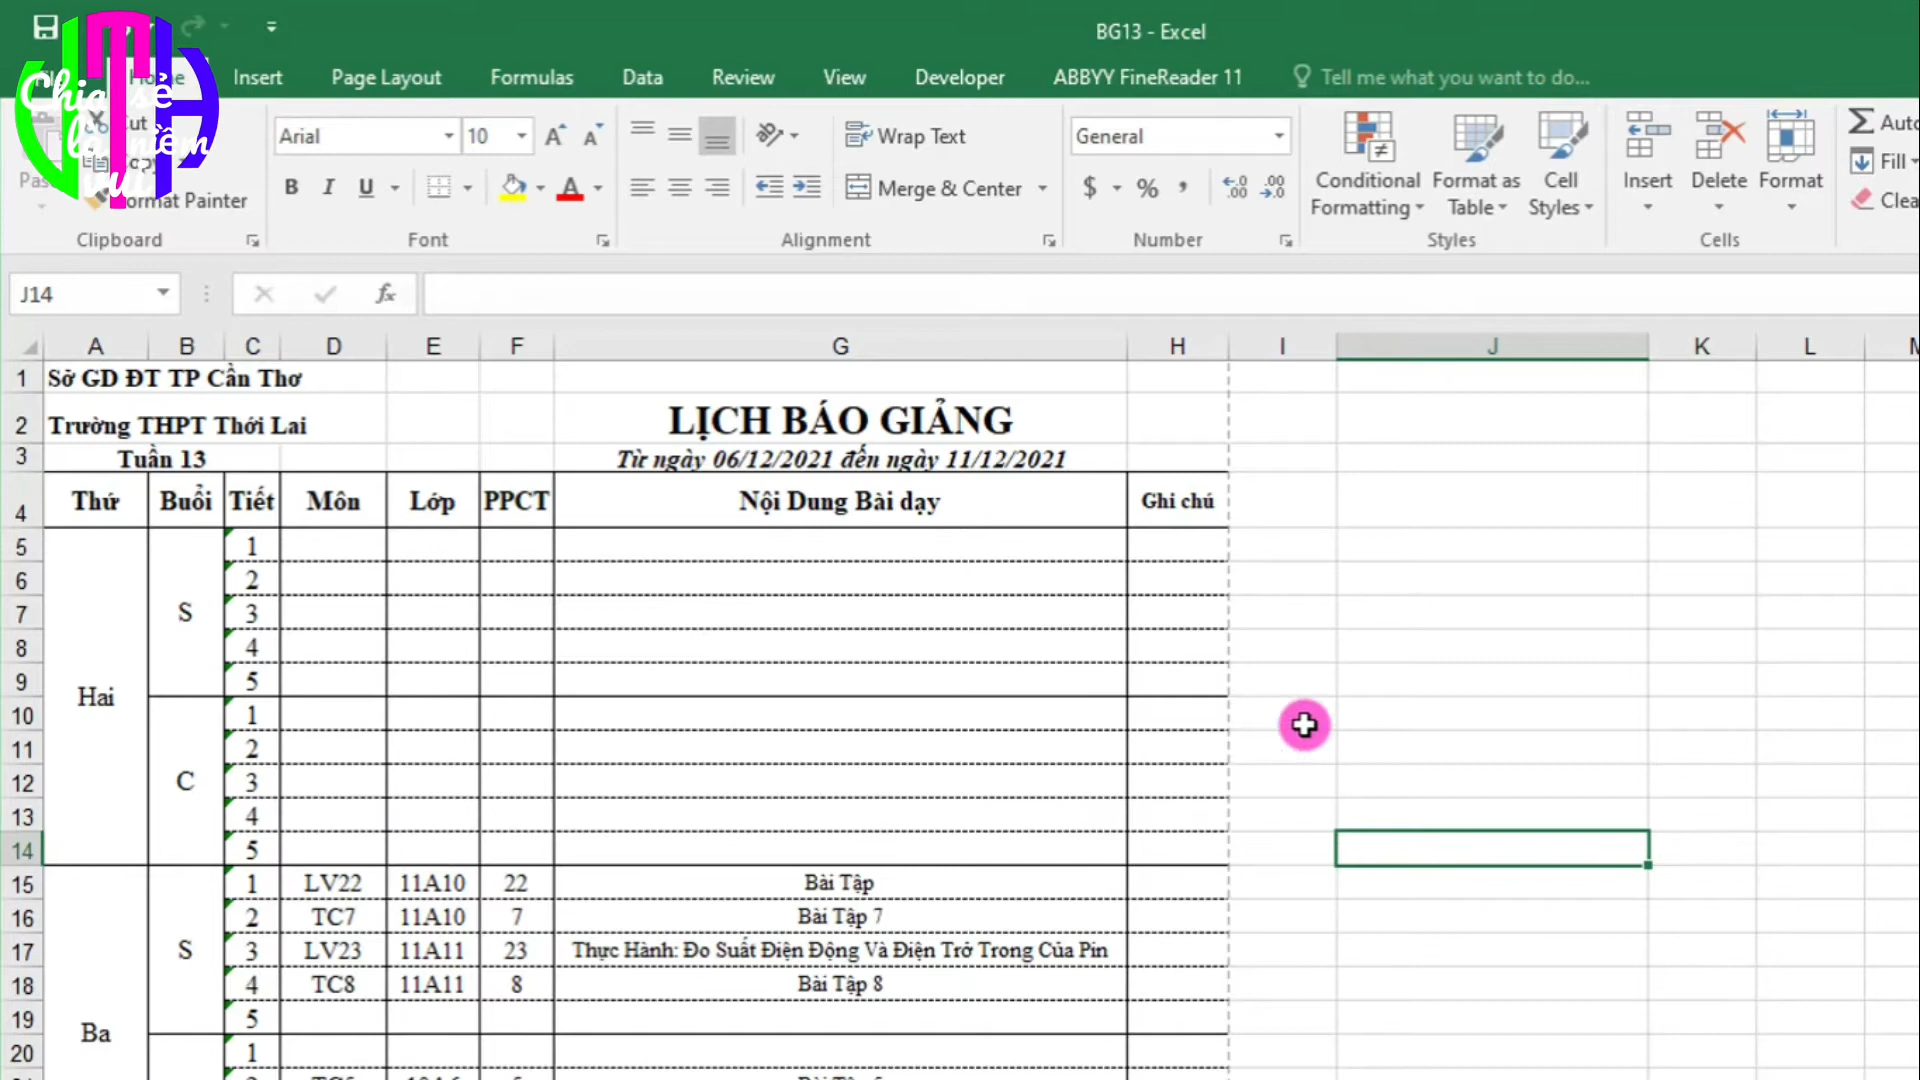 BG13 - Excel
Insert Page Layout Formulas Data Review View Developer ABBYY FineReader 11 Tell me what you want to do...
Chia sẻ
là niềm
vui
Cut
Copy
Format Painter
Clipboard
Arial 10
B I U
Font
Wrap Text
Merge & Center
Alignment
General
$ % ,
Number
Conditional Formatting
Format as Table
Cell Styles
Styles
Insert Delete Format
Cells
Fill
J14
fx
A B C D E F G H I J K L
1 Sở GD ĐT TP Cần Thơ
2 Trường THPT Thới Lai LỊCH BÁO GIẢNG
3 Tuần 13 Từ ngày 06/12/2021 đến ngày 11/12/2021
4 Thứ Buổi Tiết Môn Lớp PPCT Nội Dung Bài dạy Ghi chú
5 1
6 2
7 S 3
8 4
9 5
Hai
10 1
11 2
12 C 3
13 4
14 5
15 1 LV22 11A10 22 Bài Tập
16 2 TC7 11A10 7 Bài Tập 7
17 S 3 LV23 11A11 23 Thực Hành: Đo Suất Điện Động Và Điện Trở Trong Của Pin
18 4 TC8 11A11 8 Bài Tập 8
19 5
Ba
20 1